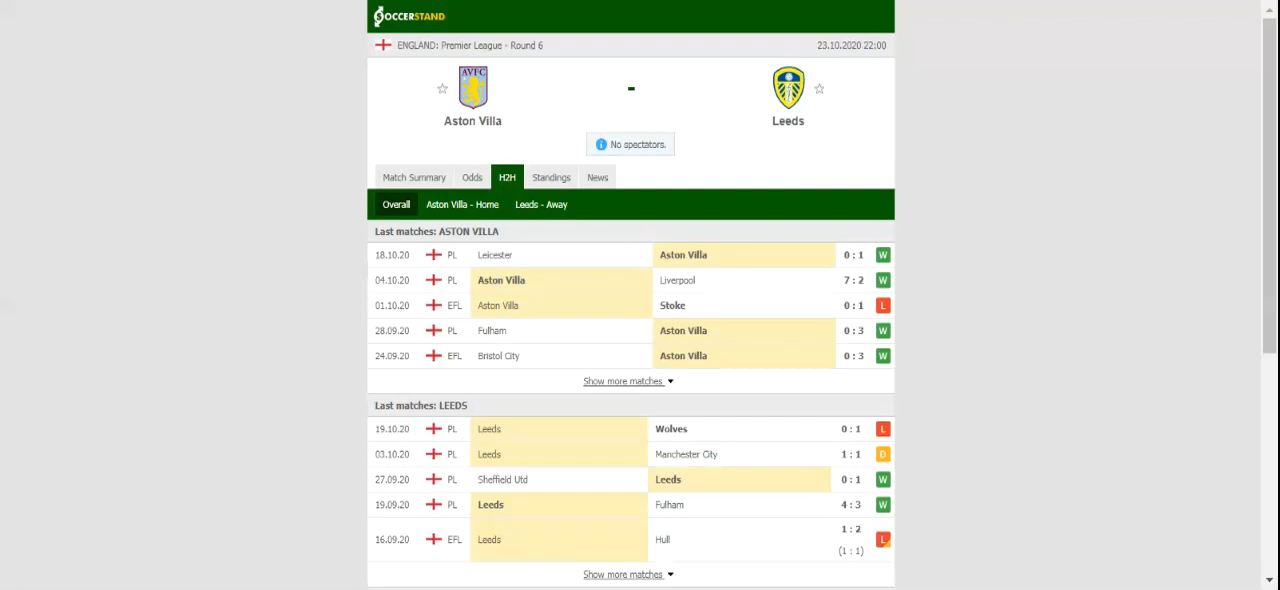 SOCCERSTAND
ENGLAND: Premier League - Round 6 23.10.2020 22:00
AVFC
Aston Villa - Leeds
No spectators.
Match Summary Odds H2H Standings News
Overall Aston Villa - Home Leeds - Away
Last matches: ASTON VILLA
18.10.20 PL Leicester Aston Villa 0 : 1 W
04.10.20 PL Aston Villa Liverpool 7 : 2 W
01.10.20 EFL Aston Villa Stoke 0 : 1 L
28.09.20 PL Fulham Aston Villa 0 : 3 W
24.09.20 EFL Bristol City Aston Villa 0 : 3 W
Show more matches
Last matches: LEEDS
19.10.20 PL Leeds Wolves 0 : 1 L
03.10.20 PL Leeds Manchester City 1 : 1 D
27.09.20 PL Sheffield Utd Leeds 0 : 1 W
19.09.20 PL Leeds Fulham 4 : 3 W
16.09.20 EFL Leeds Hull 1 : 2 L
(1 : 1)
Show more matches